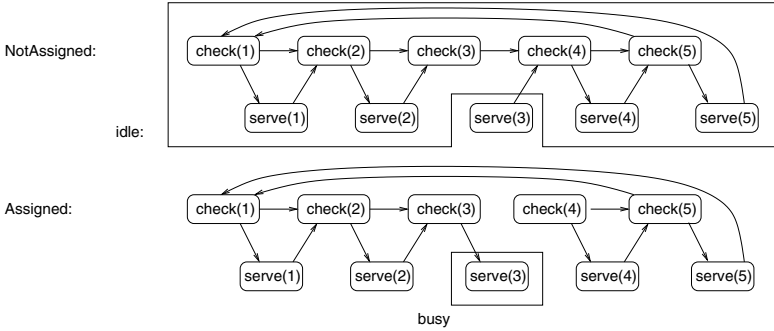 NotAssigned:
check(1) check(2) check(3) check(4) check(5)
serve(1) serve(2) serve(3) serve(4) serve(5)
idle:
Assigned:
check(1) check(2) check(3) check(4) check(5)
serve(1) serve(2) serve(3) serve(4) serve(5)
busy